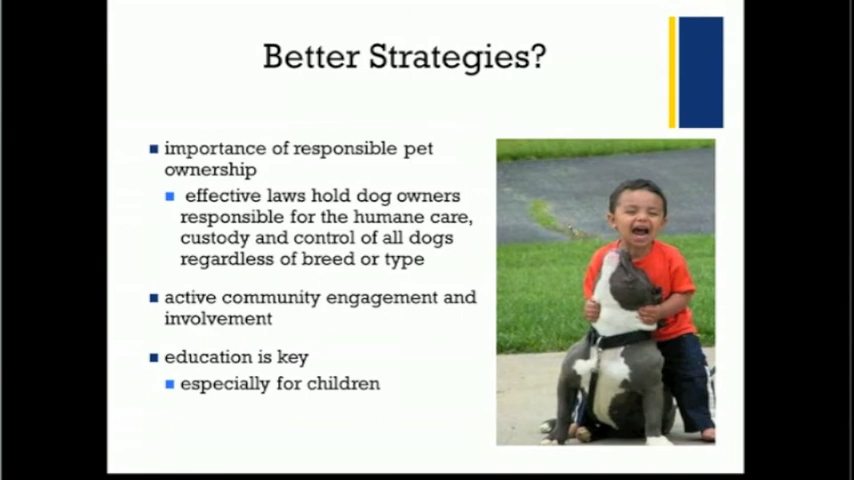 Better Strategies?
importance of responsible pet
ownership
effective laws hold dog owners
responsible for the humane care,
custody and control of all dogs
regardless of breed or type
active community engagement and
involvement
education is key
especially for children